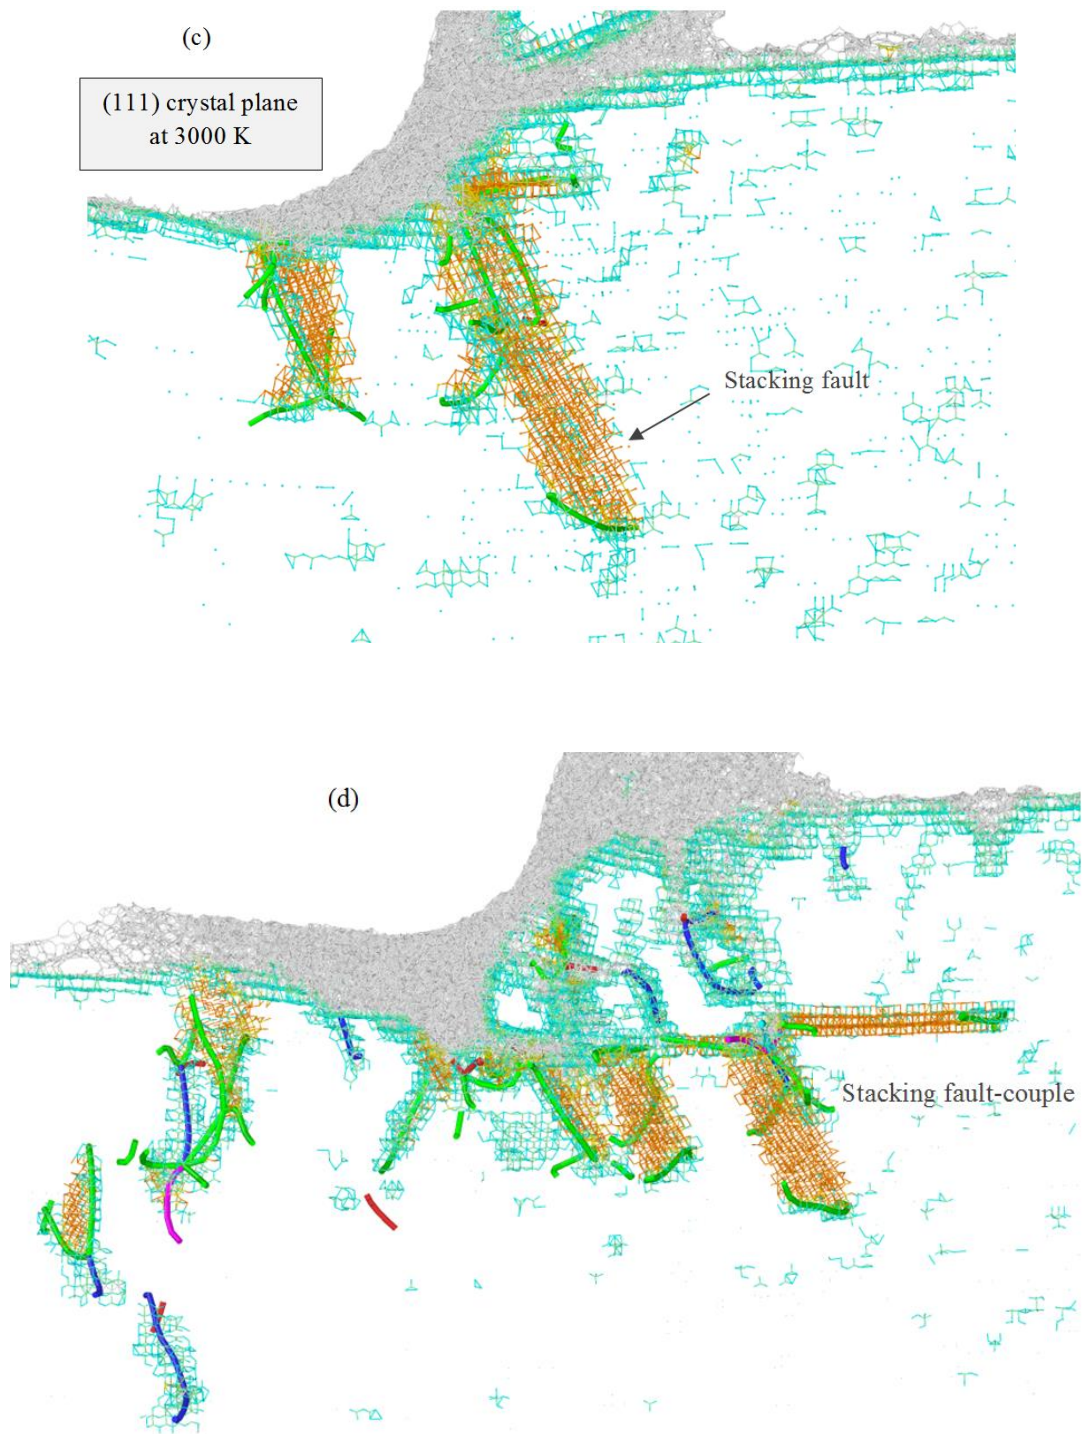 (c)
(111) crystal plane
at 3000 K
Stacking fault
(d)
Stacking fault-couple